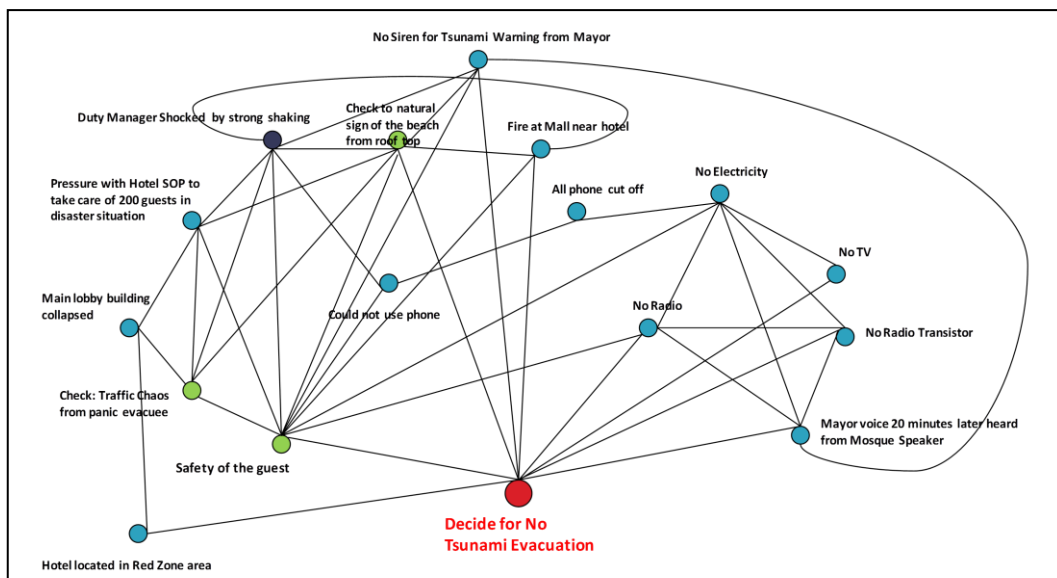 No Siren for Tsunami Warning from Mayor
Duty Manager Shocked by strong shaking
Check to natural
sign of the beach
from roof top
Fire at Mall near hotel
Pressure with Hotel SOP to
take care of 200 guests in
disaster situation
All phone cut off
No Electricity
No TV
Main lobby building
collapsed
Could not use phone
No Radio
No Radio Transistor
Check: Traffic Chaos
from panic evacuee
Safety of the guest
Mayor voice 20 minutes later heard
from Mosque Speaker
Decide for No
Tsunami Evacuation
Hotel located in Red Zone area